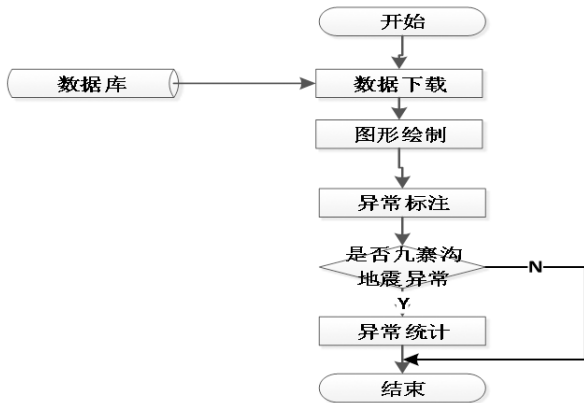 开始
数据库
数据下载
图形绘制
异常标注
是否九寨沟
地震异常
N
Y
异常统计
结束